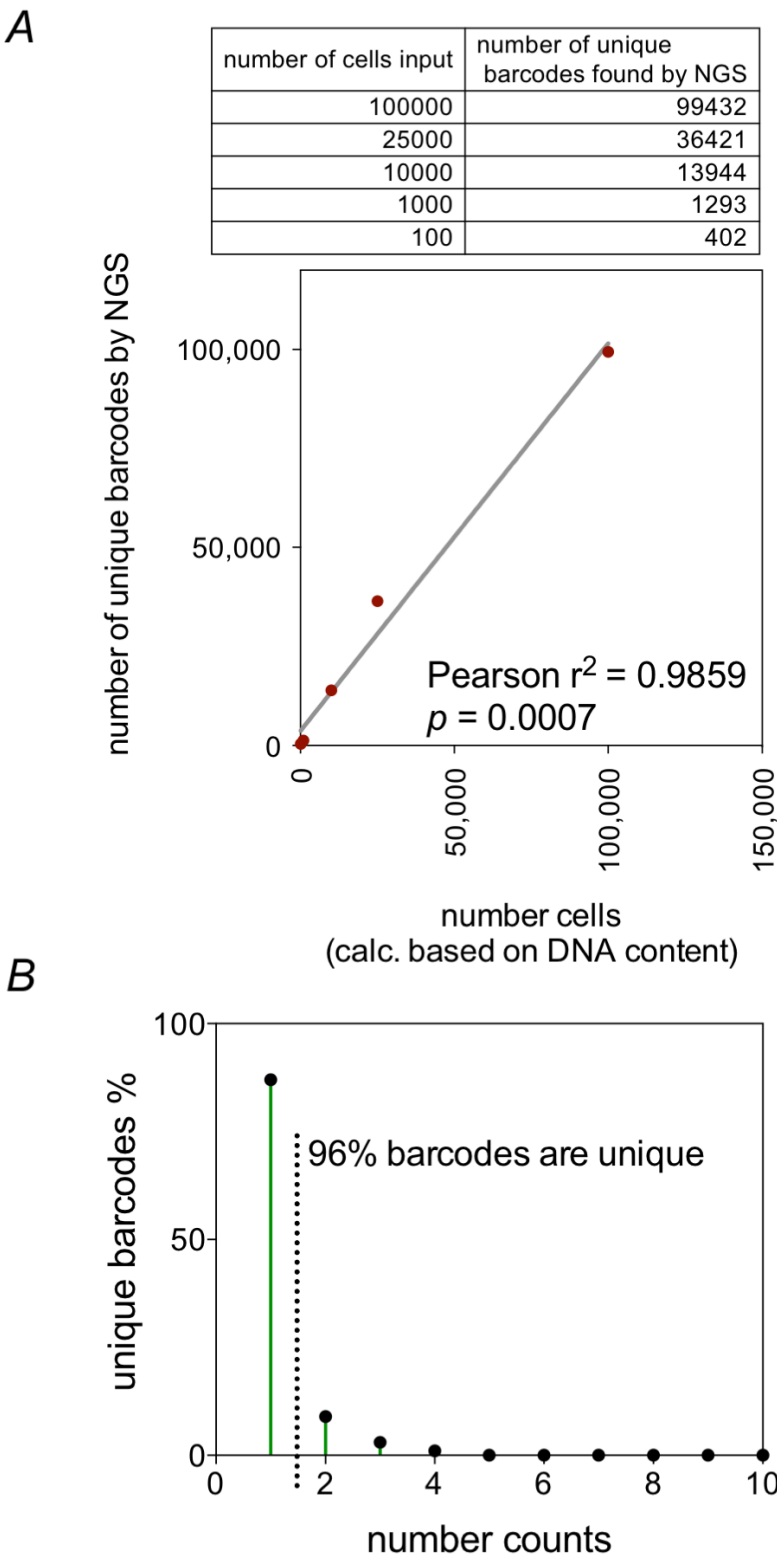 A
number of cells input | number of unique barcodes found by NGS
100000 | 99432
25000 | 36421
10000 | 13944
1000 | 1293
100 | 402
number of unique barcodes by NGS
100,000
50,000
0
Pearson r² = 0.9859
p = 0.0007
0 50,000 100,000 150,000
number cells
(calc. based on DNA content)
B
unique barcodes %
100
50
0
96% barcodes are unique
0 2 4 6 8 10
number counts